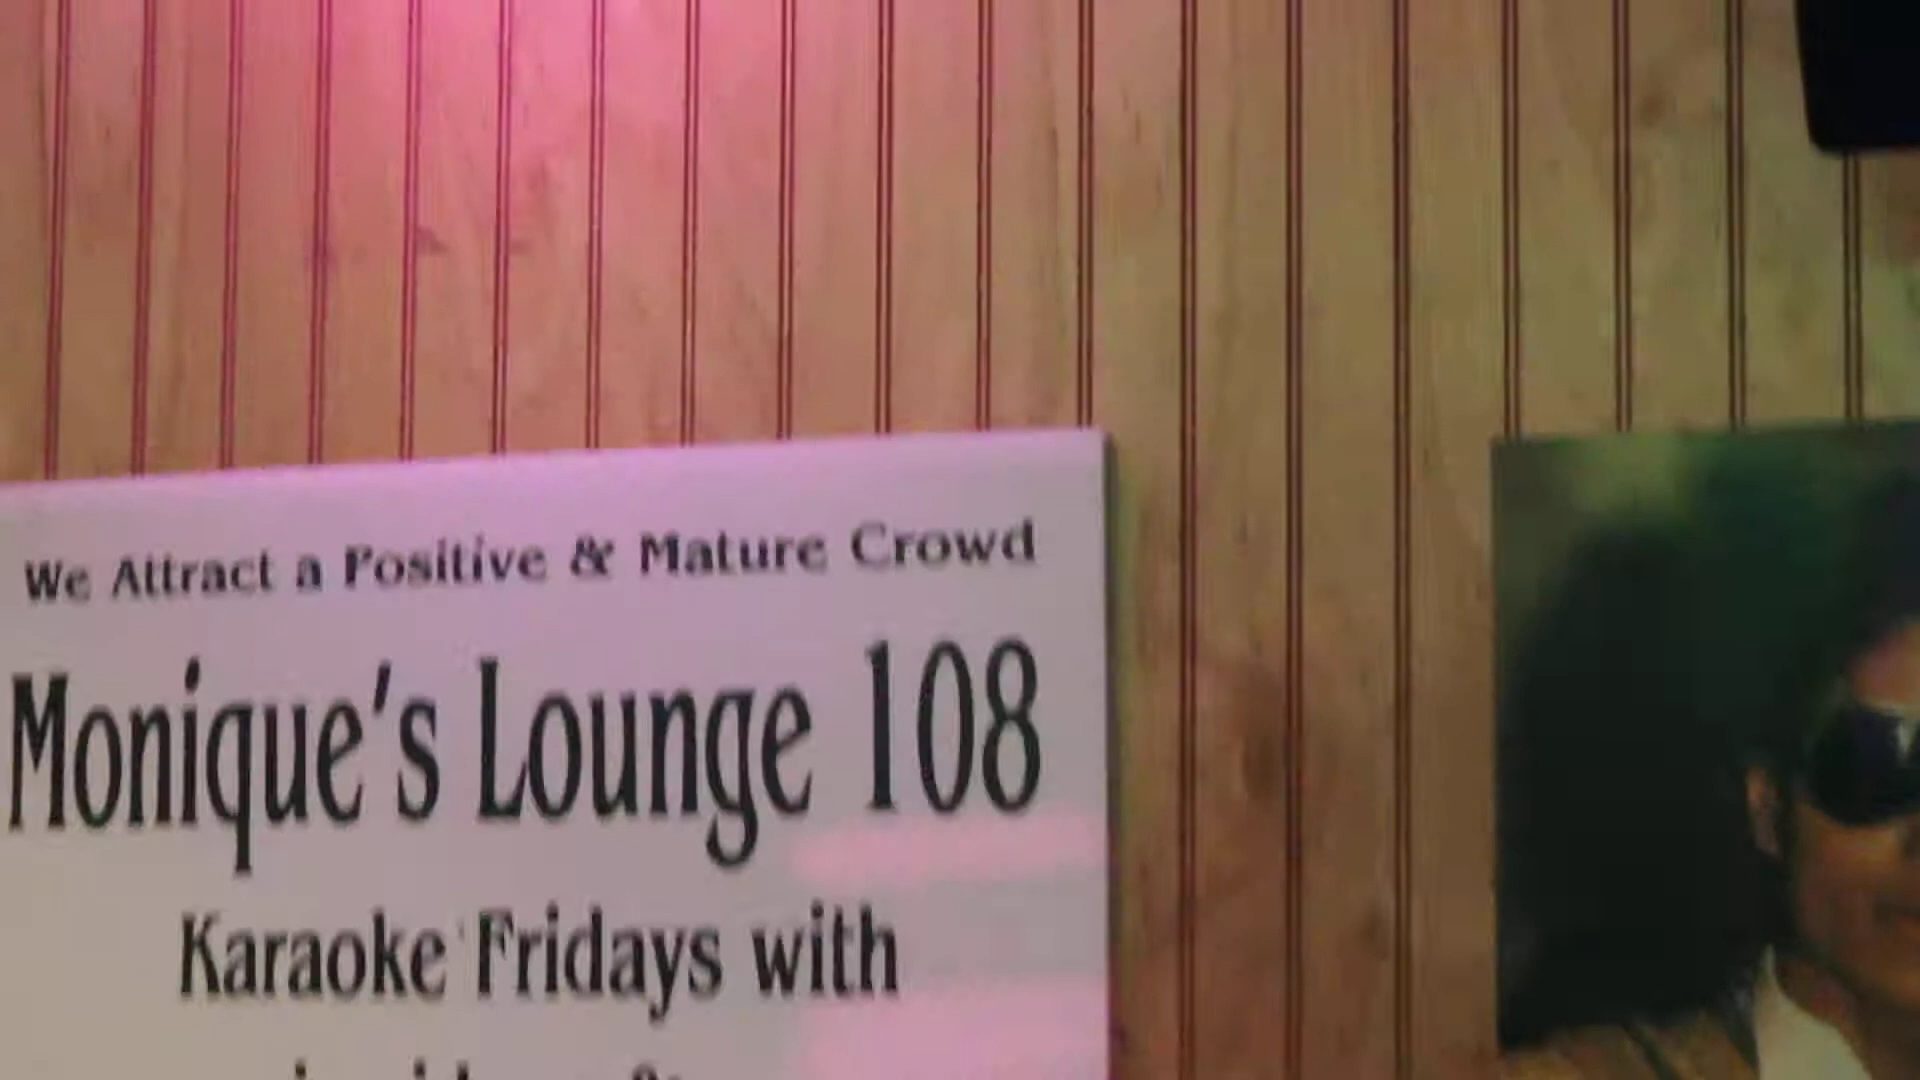 We Attract a Positive & Mature Crowd
Monique's Lounge 108
Karaoke Fridays with